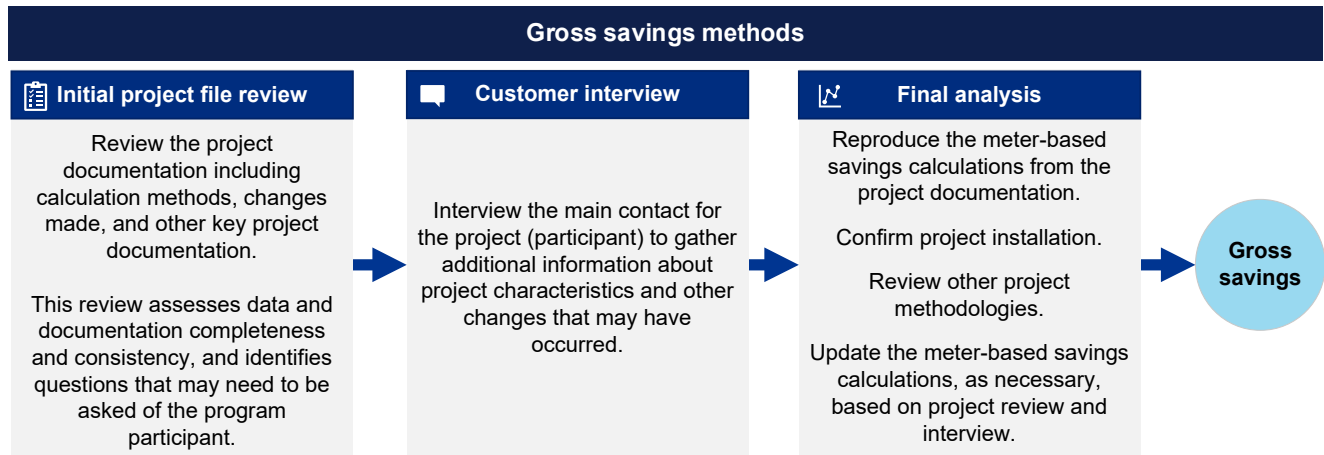 Gross savings methods
Initial project file review
Review the project
documentation including
calculation methods, changes
made, and other key project
documentation.
This review assesses data and
documentation completeness
and consistency, and identifies
questions that may need to be
asked of the program
participant.
Customer interview
Interview the main contact for
the project (participant) to gather
additional information about
project characteristics and other
changes that may have
occurred.
Final analysis
Reproduce the meter-based
savings calculations from the
project documentation.
Confirm project installation.
Review other project
methodologies.
Update the meter-based savings
calculations, as necessary,
based on project review and
interview.
Gross
savings